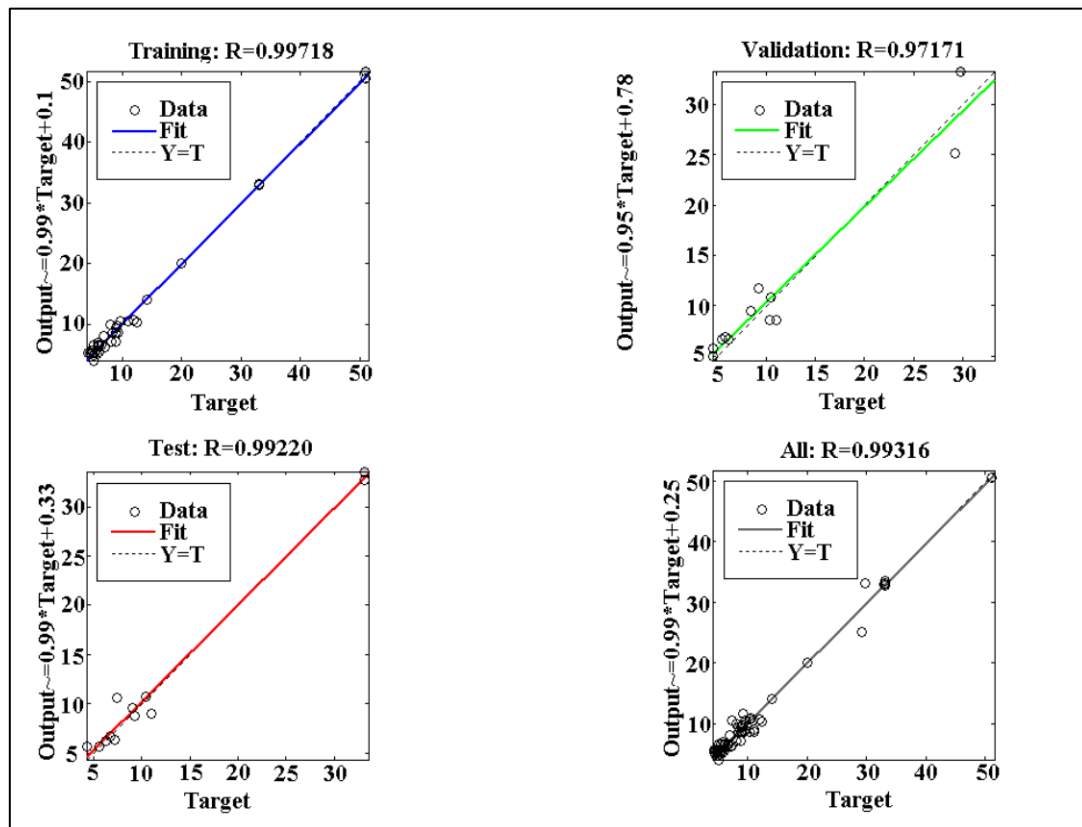 Training: R=0.99718
Output~=0.99*Target+0.1
50
40
30
20
10
Data
Fit
Y=T
10 20 30 40 50
Target
Validation: R=0.97171
Output~=0.95*Target+0.78
30
25
20
15
10
5
Data
Fit
Y=T
5 10 15 20 25 30
Target
Test: R=0.99220
Output~=0.99*Target+0.33
30
25
20
15
10
5
Data
Fit
Y=T
5 10 15 20 25 30
Target
All: R=0.99316
Output~=0.99*Target+0.25
50
40
30
20
10
Data
Fit
Y=T
10 20 30 40 50
Target